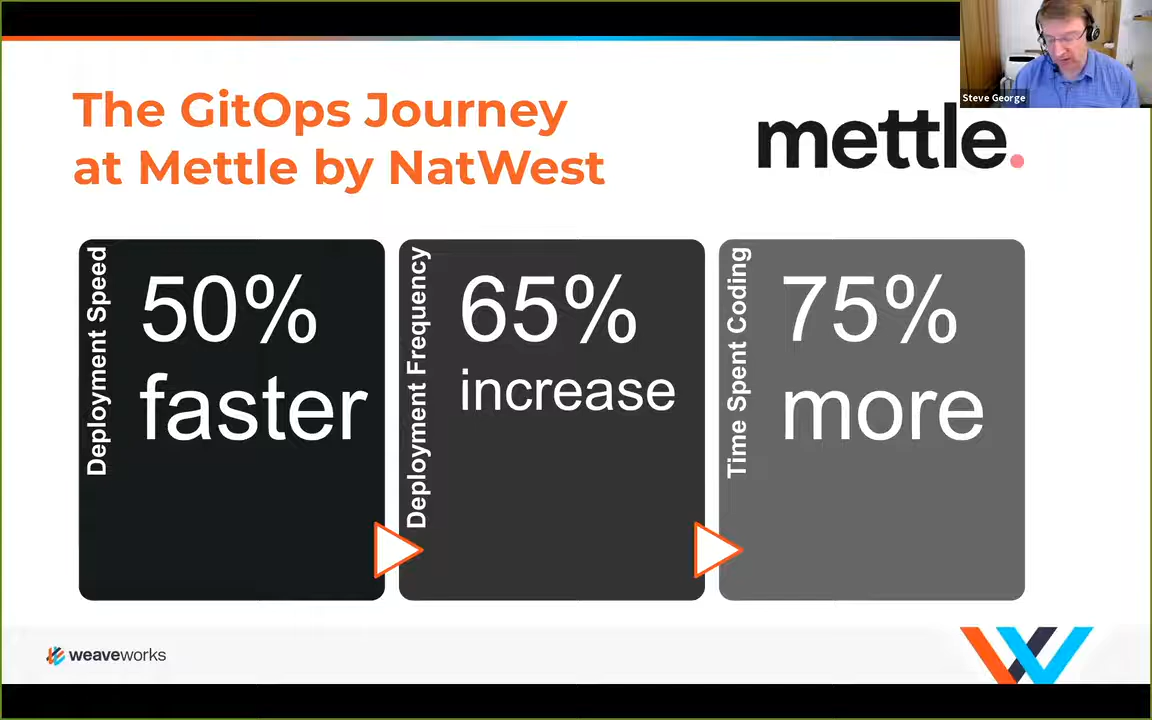 Steve George
The GitOps Journey
at Mettle by NatWest
mettle.
Deployment Speed
50%
faster
Deployment Frequency
65%
increase
Time Spent Coding
75%
more
weaveworks